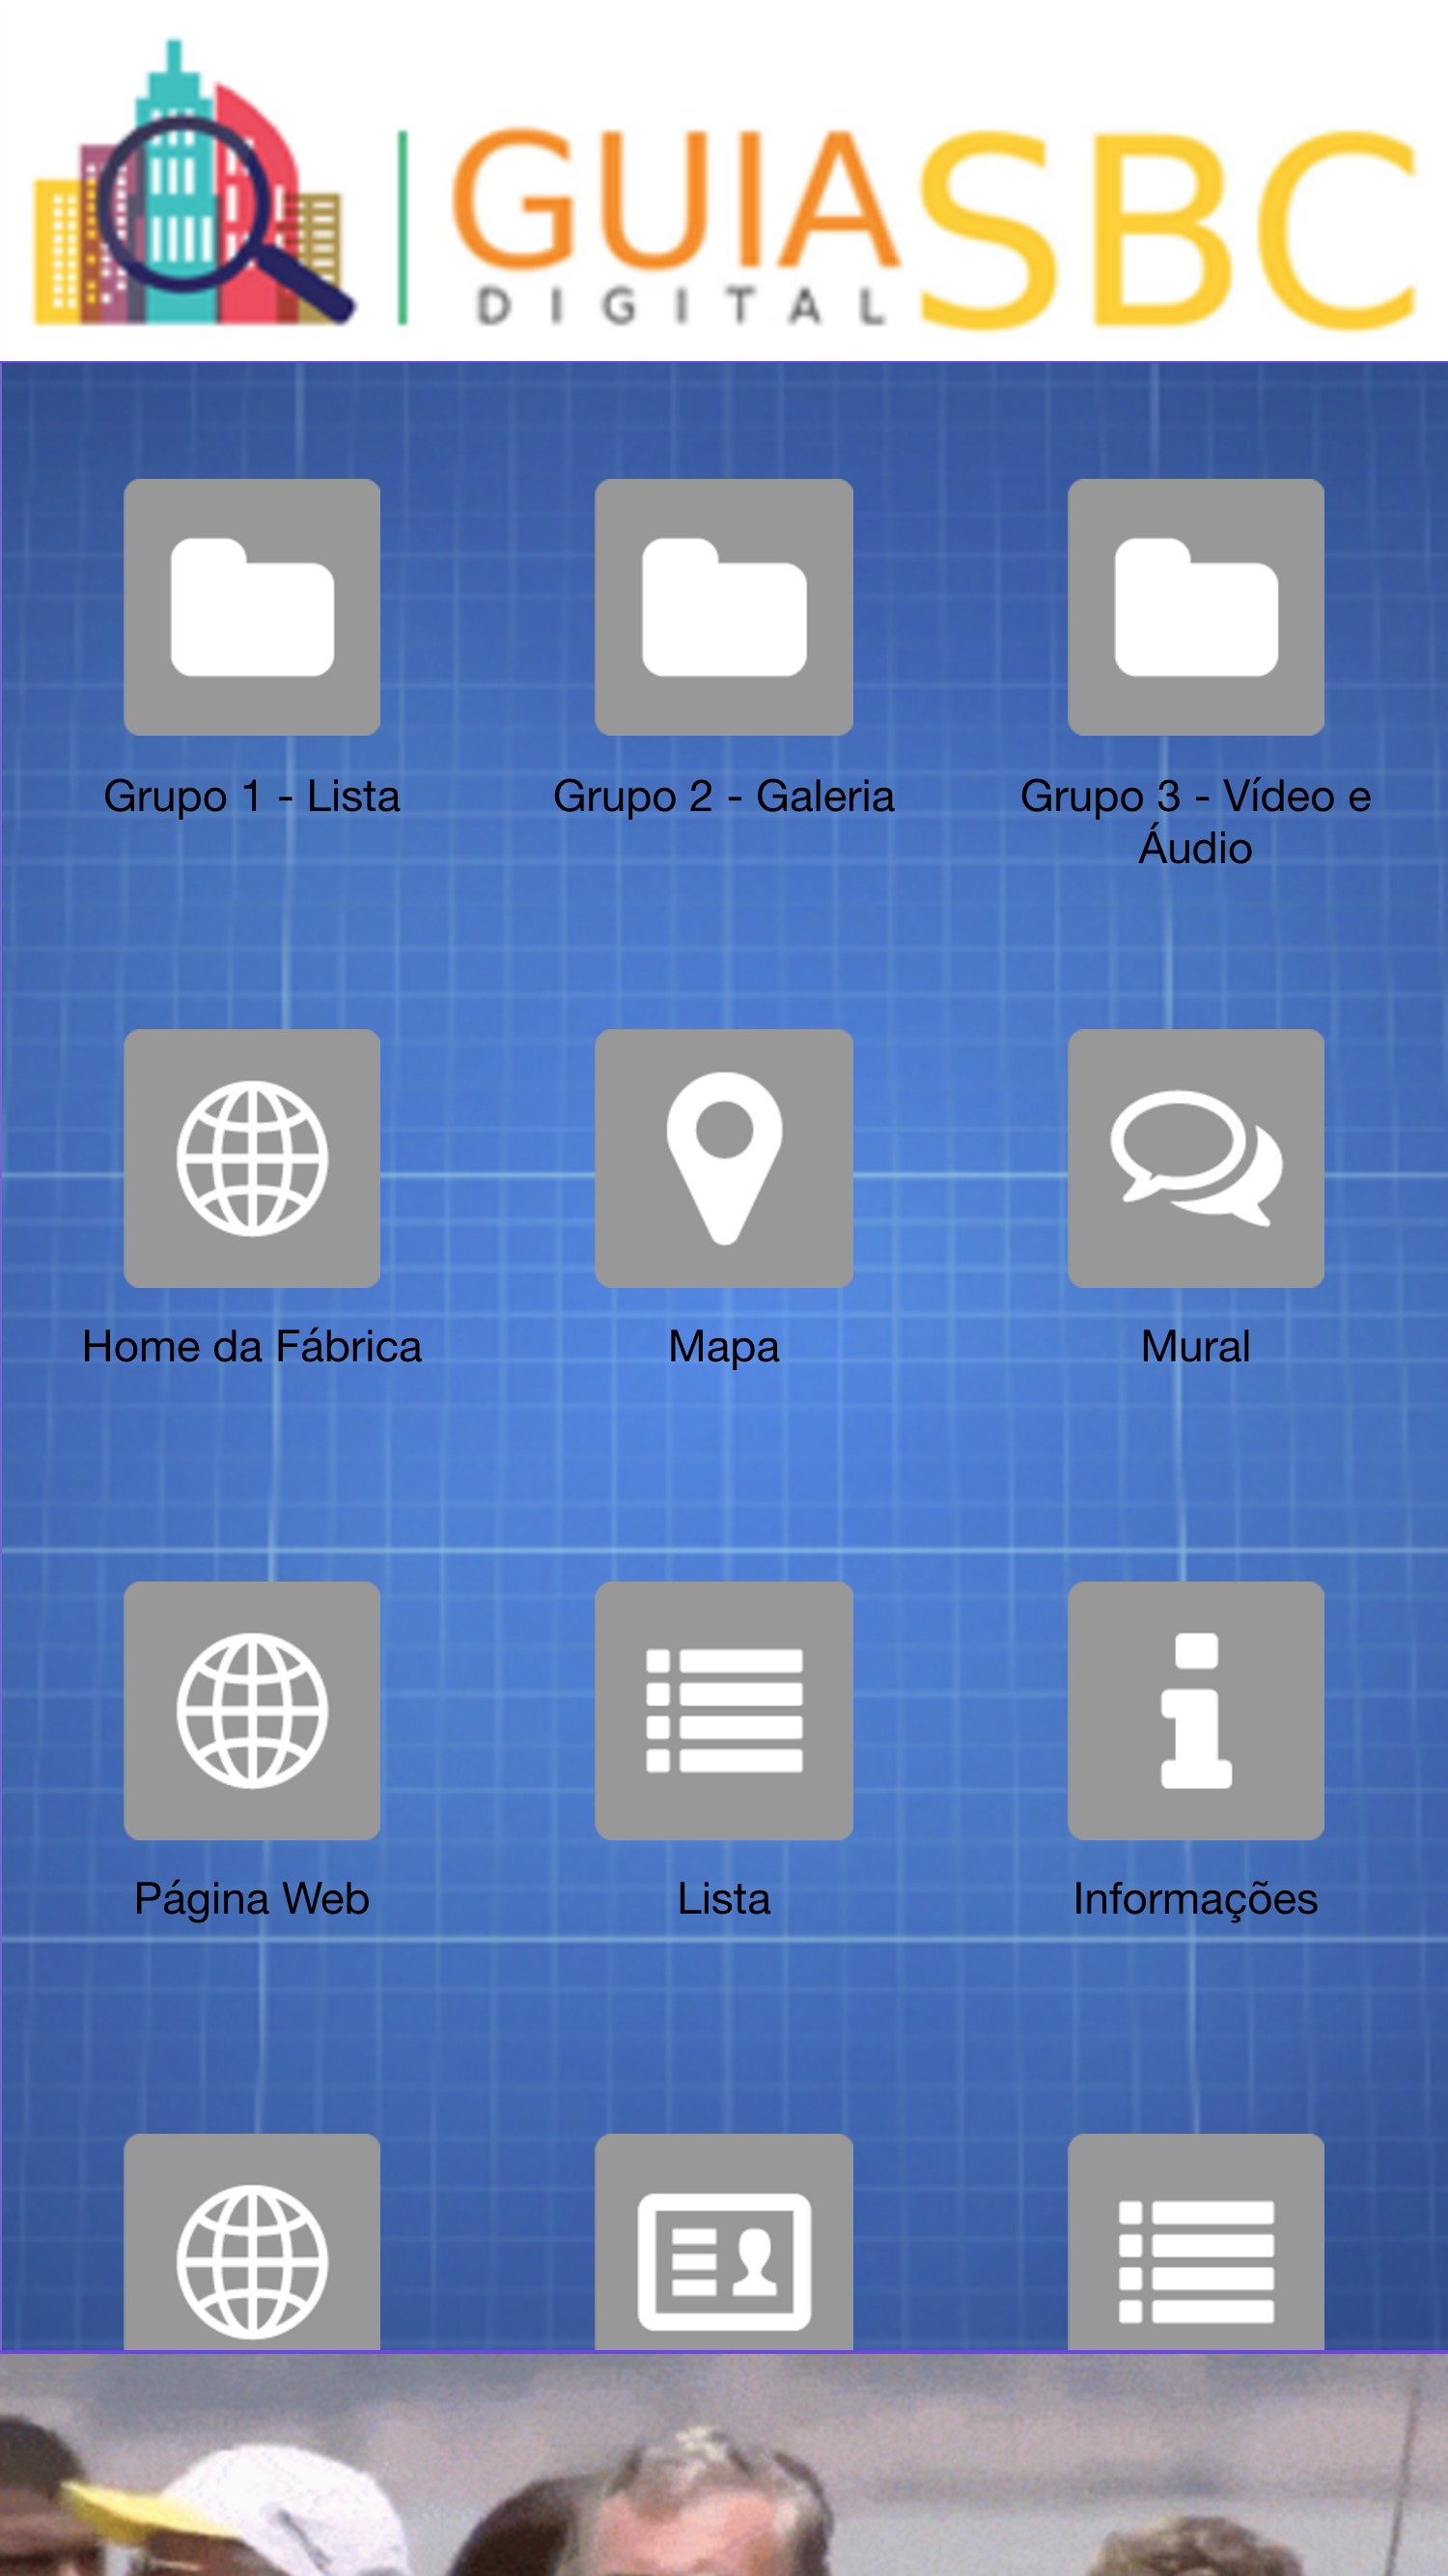 GUIA SBC
DIGITAL
Grupo 1 - Lista
Grupo 2 - Galeria
Grupo 3 - Vídeo e
Áudio
Home da Fábrica
Mapa
Mural
Página Web
Lista
Informações